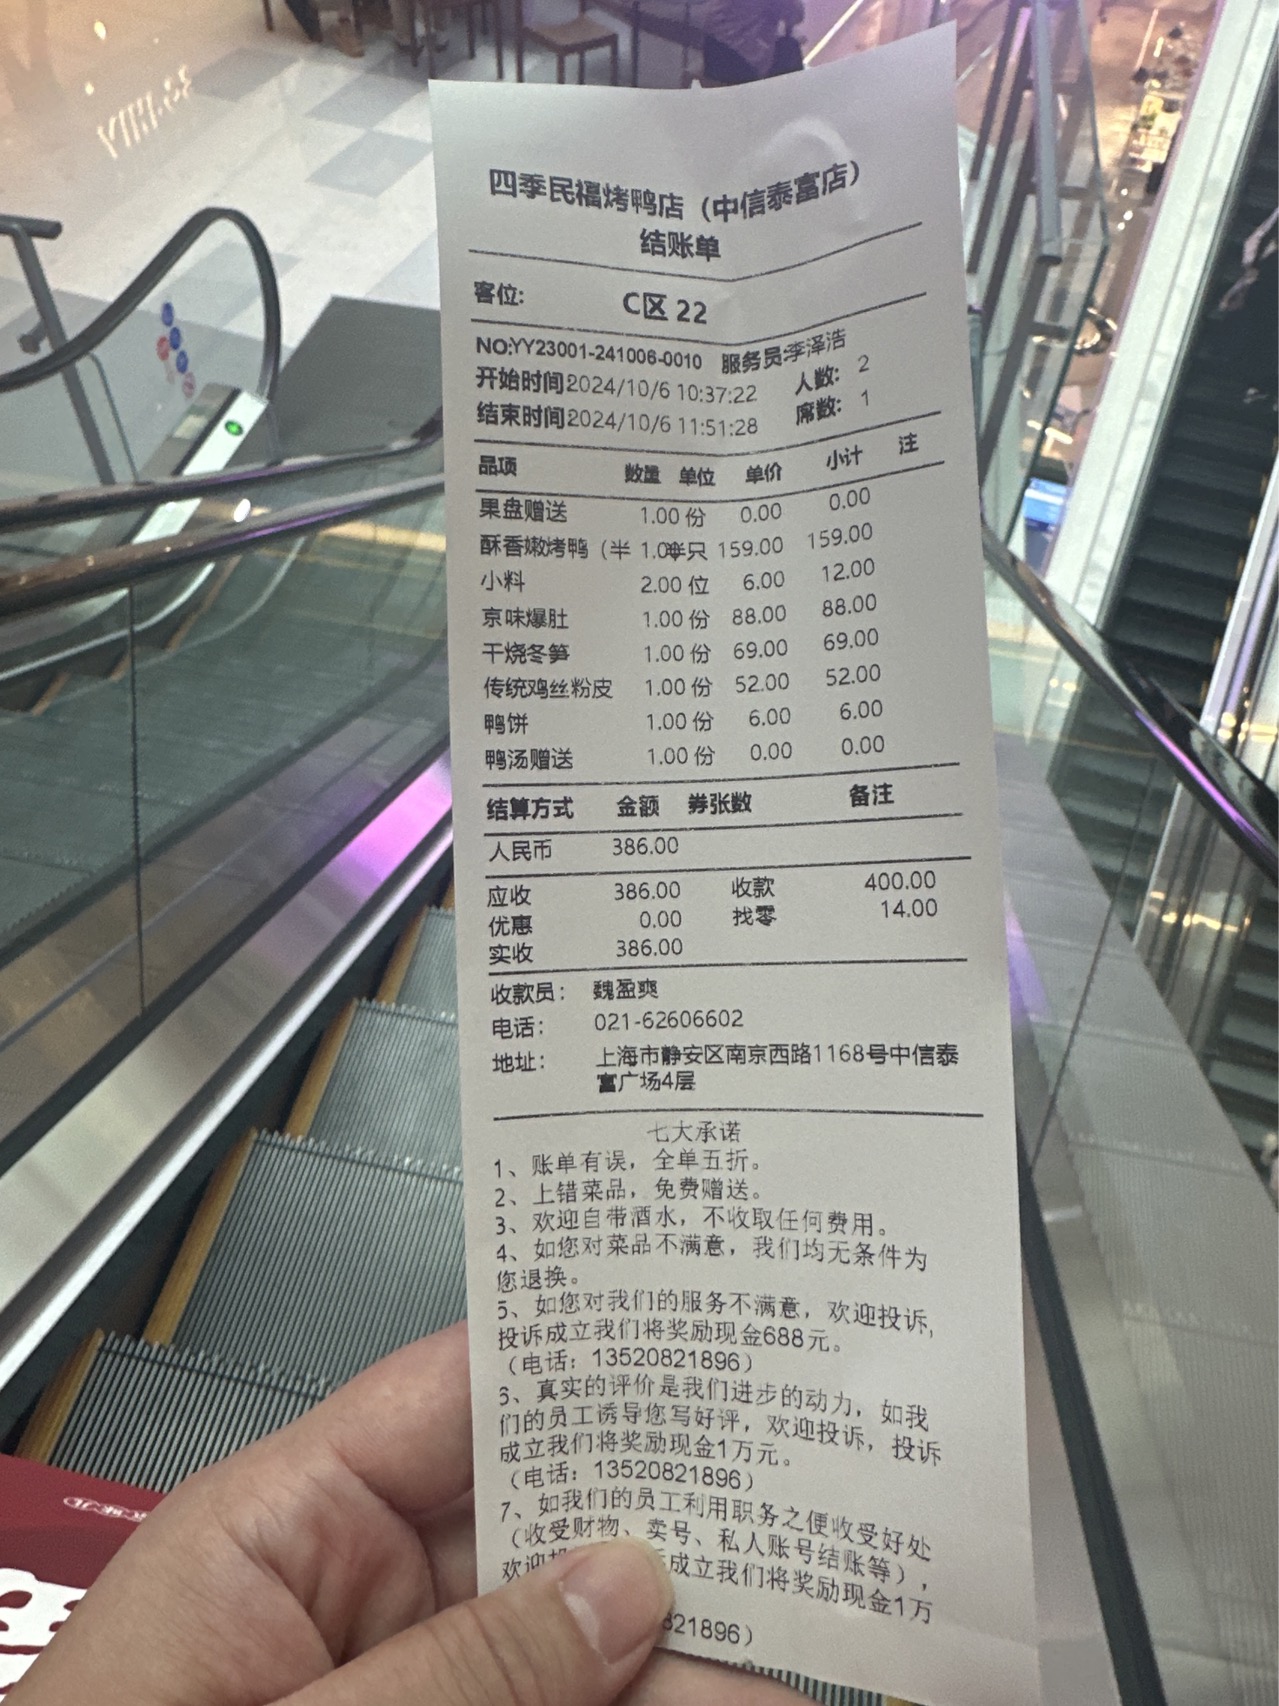 四季民福烤鸭店（中信泰富店）
结账单
客位: C区 22
NO:YY23001-241006-0010 服务员:李泽浩
开始时间2024/10/6 10:37:22 人数: 2
结束时间2024/10/6 11:51:28 席数: 1
品项 数量 单位 单价 小计 注
果盘赠送 1.00 份 0.00 0.00
酥香嫩烤鸭（半 1.00半只 159.00 159.00
小料 2.00 位 6.00 12.00
京味爆肚 1.00 份 88.00 88.00
干烧冬笋 1.00 份 69.00 69.00
传统鸡丝粉皮 1.00 份 52.00 52.00
鸭饼 1.00 份 6.00 6.00
鸭汤赠送 1.00 份 0.00 0.00
结算方式 金额 券张数 备注
人民币 386.00
应收 386.00 收款 400.00
优惠 0.00 找零 14.00
实收 386.00
收款员: 魏盈爽
电话: 021-62606602
地址: 上海市静安区南京西路1168号中信泰
富广场4层
七大承诺
1、账单有误，全单五折。
2、上错菜品，免费赠送。
3、欢迎自带酒水，不收取任何费用。
4、如您对菜品不满意，我们均无条件为
您退换。
5、如您对我们的服务不满意，欢迎投诉,
投诉成立我们将奖励现金688元。
（电话：13520821896）
6、真实的评价是我们进步的动力，如我
们的员工诱导您写好评，欢迎投诉，投诉
成立我们将奖励现金1万元。
（电话：13520821896）
7、如我们的员工利用职务之便收受好处
（收受财物、卖号、私人账号结账等），
欢迎 成立我们将奖励现金1万
821896）